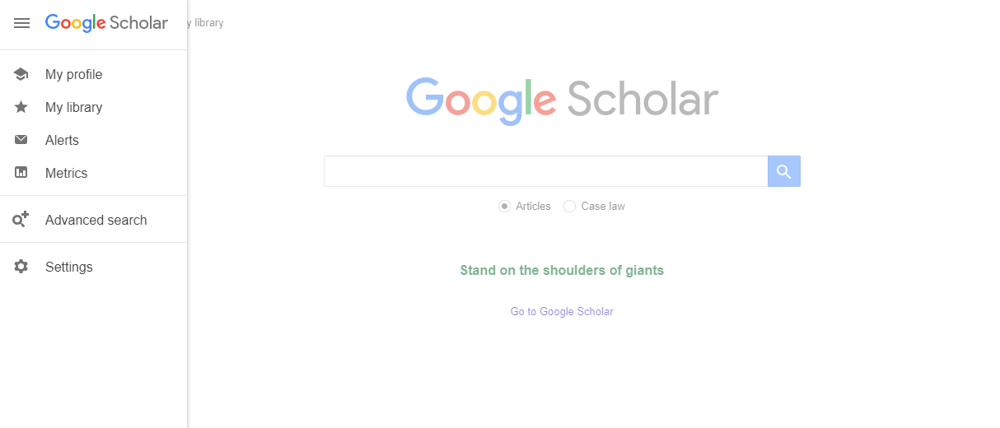 Google Scholar
y library
My profile
My library
Alerts
Metrics
Advanced search
Settings
Google Scholar
Articles
Case law
Stand on the shoulders of giants
Go to Google Scholar